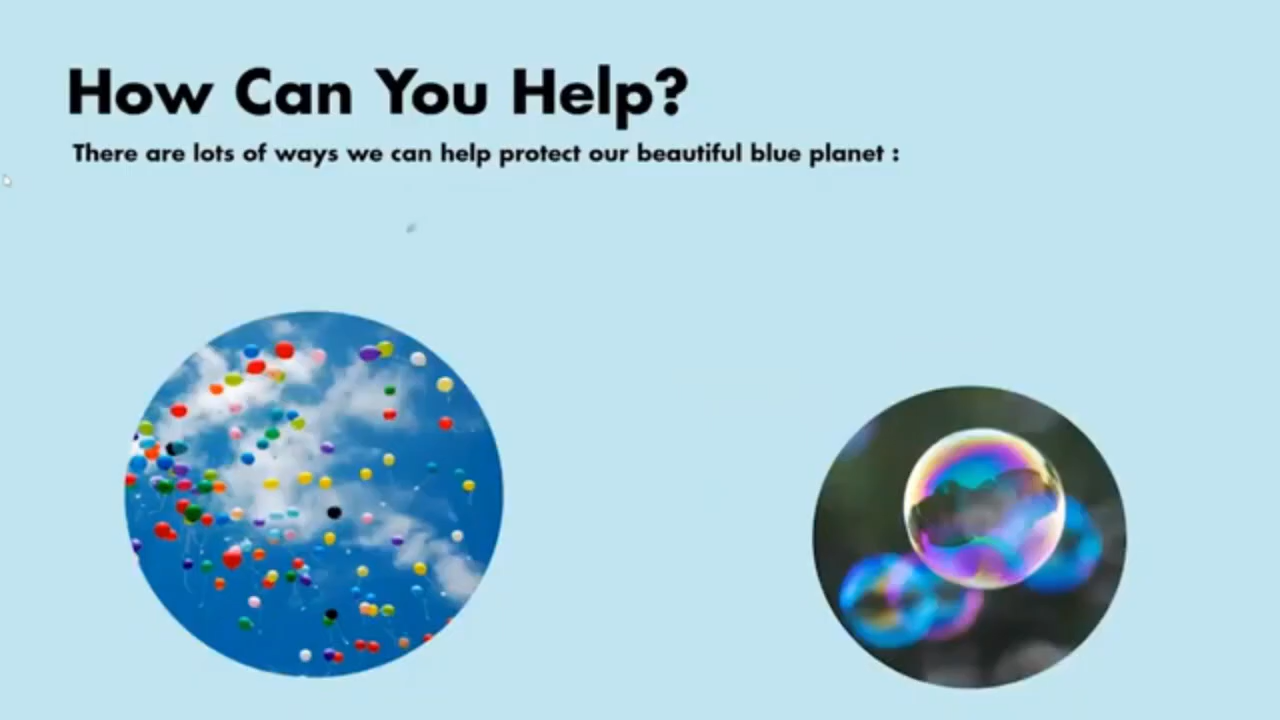 How Can You Help?
There are lots of ways we can help protect our beautiful blue planet :